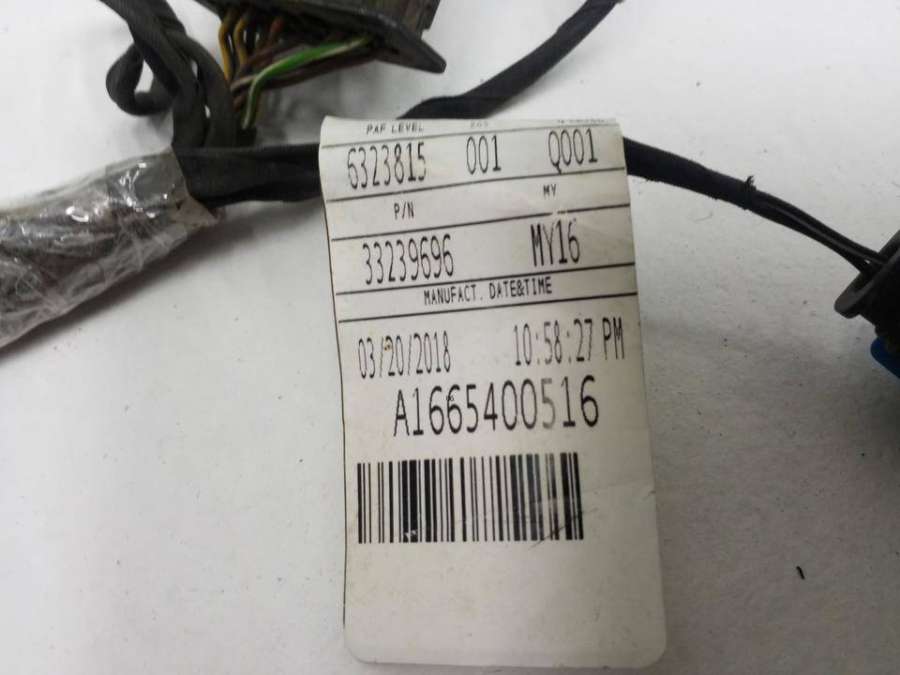 PAF LEVEL
6323815 001 Q001
P/N MY
33239696 MY16
MANUFACT. DATE&TIME
03/20/2018 10:58:27 PM
A1665400516